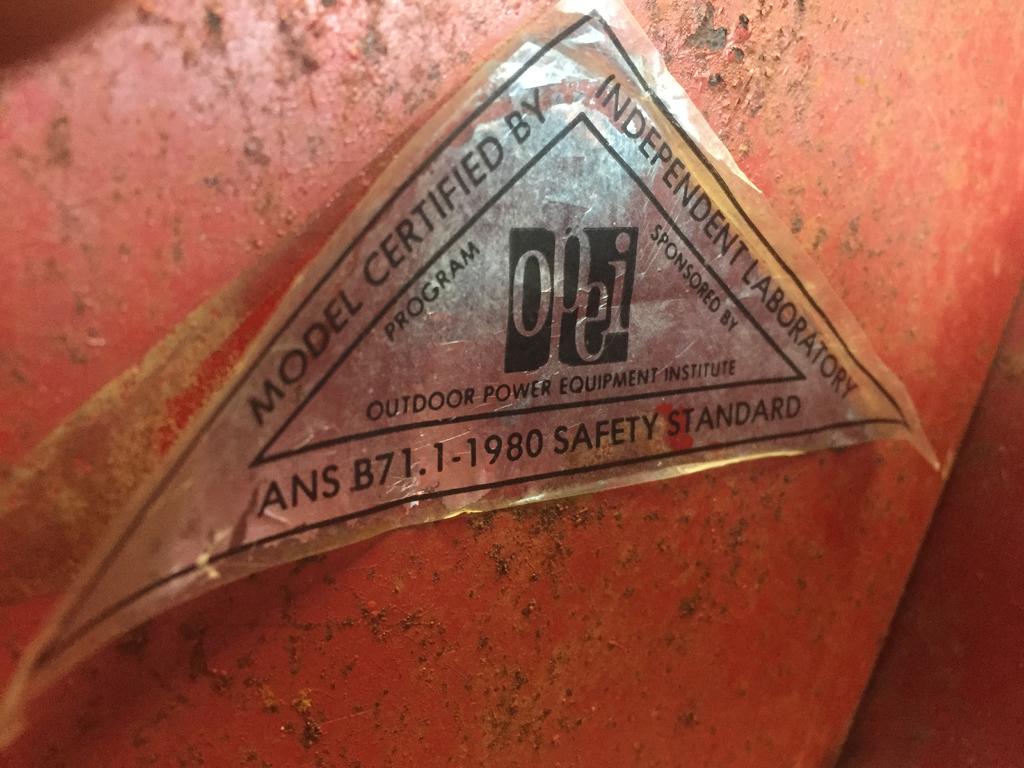 MODEL CERTIFIED BY
INDEPENDENT LABORATORY
PROGRAM
SPONSORED BY
Opei
OUTDOOR POWER EQUIPMENT INSTITUTE
ANS B71.1-1980 SAFETY STANDARD